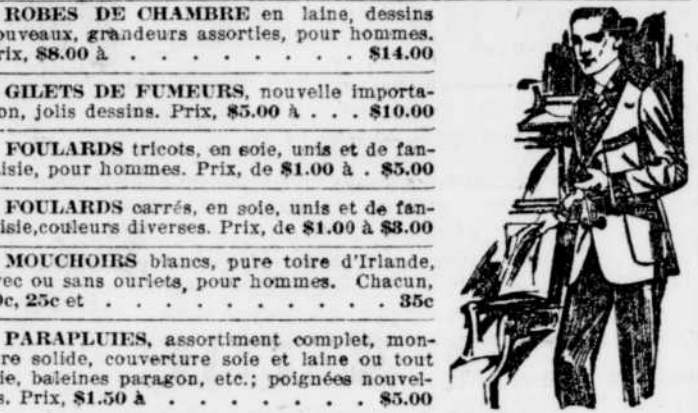 ROBES DE CHAMBRE en laine, dessins
ouveaux, grandeurs assorties, pour hommes.
rix, $8.00 à . . . . . . . . $14.00
GILETS DE FUMEURS, nouvelle importa-
on, jolis dessins. Prix, $5.00 à . . . $10.00
FOULARDS tricots, en soie, unis et de fan-
isie, pour hommes. Prix, de $1.00 à . $5.00
FOULARDS carrés, en soie, unis et de fan-
isie,couleurs diverses. Prix, de $1.00 à $3.00
MOUCHOIRS blancs, pure toire d'Irlande,
vec ou sans ourlets, pour hommes. Chacun,
0c, 25c et . . . . . . . . . . 35c
PARAPLUIES, assortiment complet, mon-
re solide, couverture soie et laine ou tout
ie, baleines paragon, etc.; poignées nouvel-
s. Prix, $1.50 à . . . . . . . $5.00